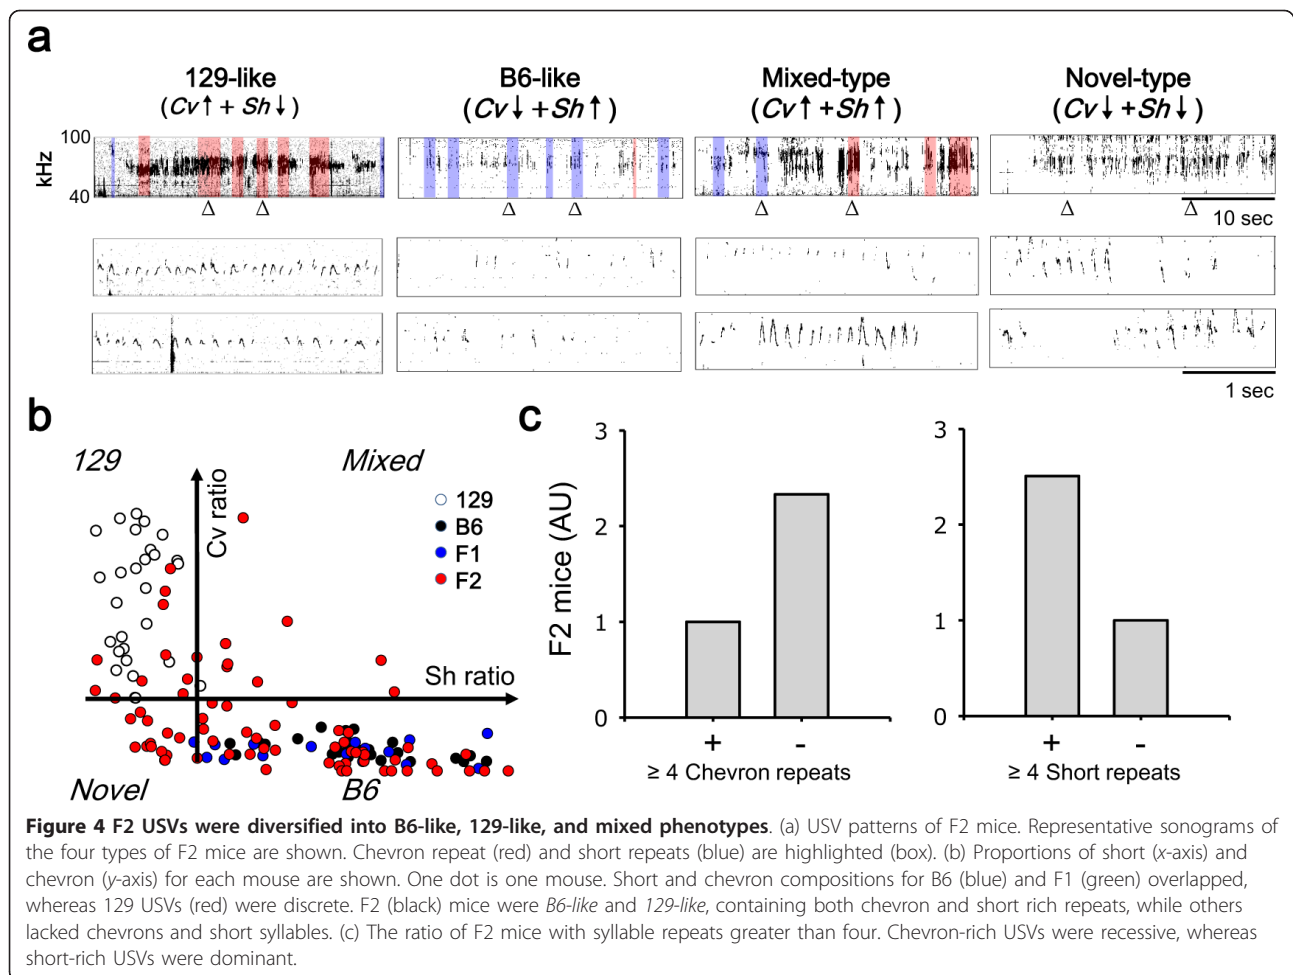 a
129-like
(Cv↑ + Sh↓)
B6-like
(Cv↓+Sh↑)
Mixed-type
(Cv↑+Sh↑)
Novel-type
(Cv↓+Sh↓)
100
kHz
40
Δ Δ Δ Δ Δ Δ Δ Δ
10 sec
1 sec
b
129
Mixed
Cv ratio
129
B6
F1
F2
Sh ratio
Novel
B6
c
F2 mice (AU)
3
2
1
0
+ -
≥ 4 Chevron repeats
3
2
1
0
+ -
≥ 4 Short repeats
Figure 4 F2 USVs were diversified into B6-like, 129-like, and mixed phenotypes. (a) USV patterns of F2 mice. Representative sonograms of
the four types of F2 mice are shown. Chevron repeat (red) and short repeats (blue) are highlighted (box). (b) Proportions of short (x-axis) and
chevron (y-axis) for each mouse are shown. One dot is one mouse. Short and chevron compositions for B6 (blue) and F1 (green) overlapped,
whereas 129 USVs (red) were discrete. F2 (black) mice were B6-like and 129-like, containing both chevron and short rich repeats, while others
lacked chevrons and short syllables. (c) The ratio of F2 mice with syllable repeats greater than four. Chevron-rich USVs were recessive, whereas
short-rich USVs were dominant.